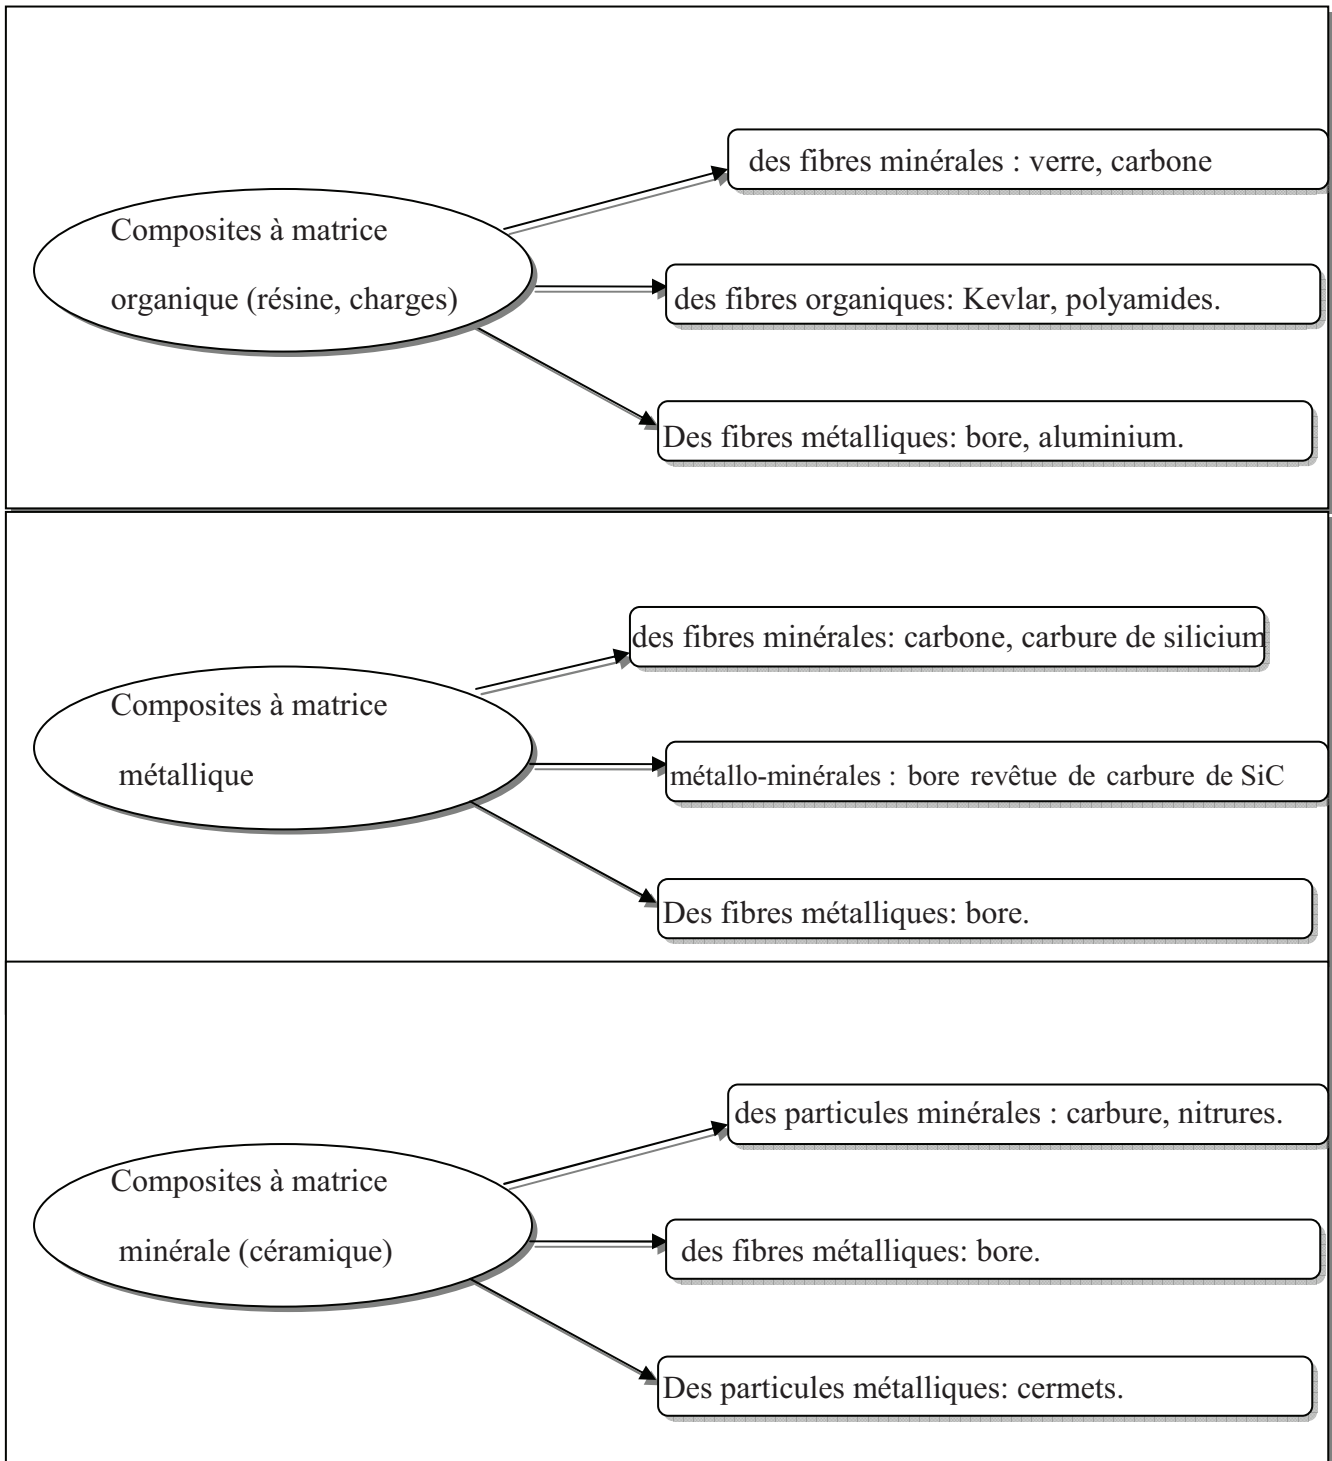 des fibres minérales : verre, carbone
Composites à matrice
organique (résine, charges)
des fibres organiques: Kevlar, polyamides.
Des fibres métalliques: bore, aluminium.
des fibres minérales: carbone, carbure de silicium
Composites à matrice
métallique
métallo-minérales : bore revêtue de carbure de SiC
Des fibres métalliques: bore.
des particules minérales : carbure, nitrures.
Composites à matrice
minérale (céramique)
des fibres métalliques: bore.
Des particules métalliques: cermets.